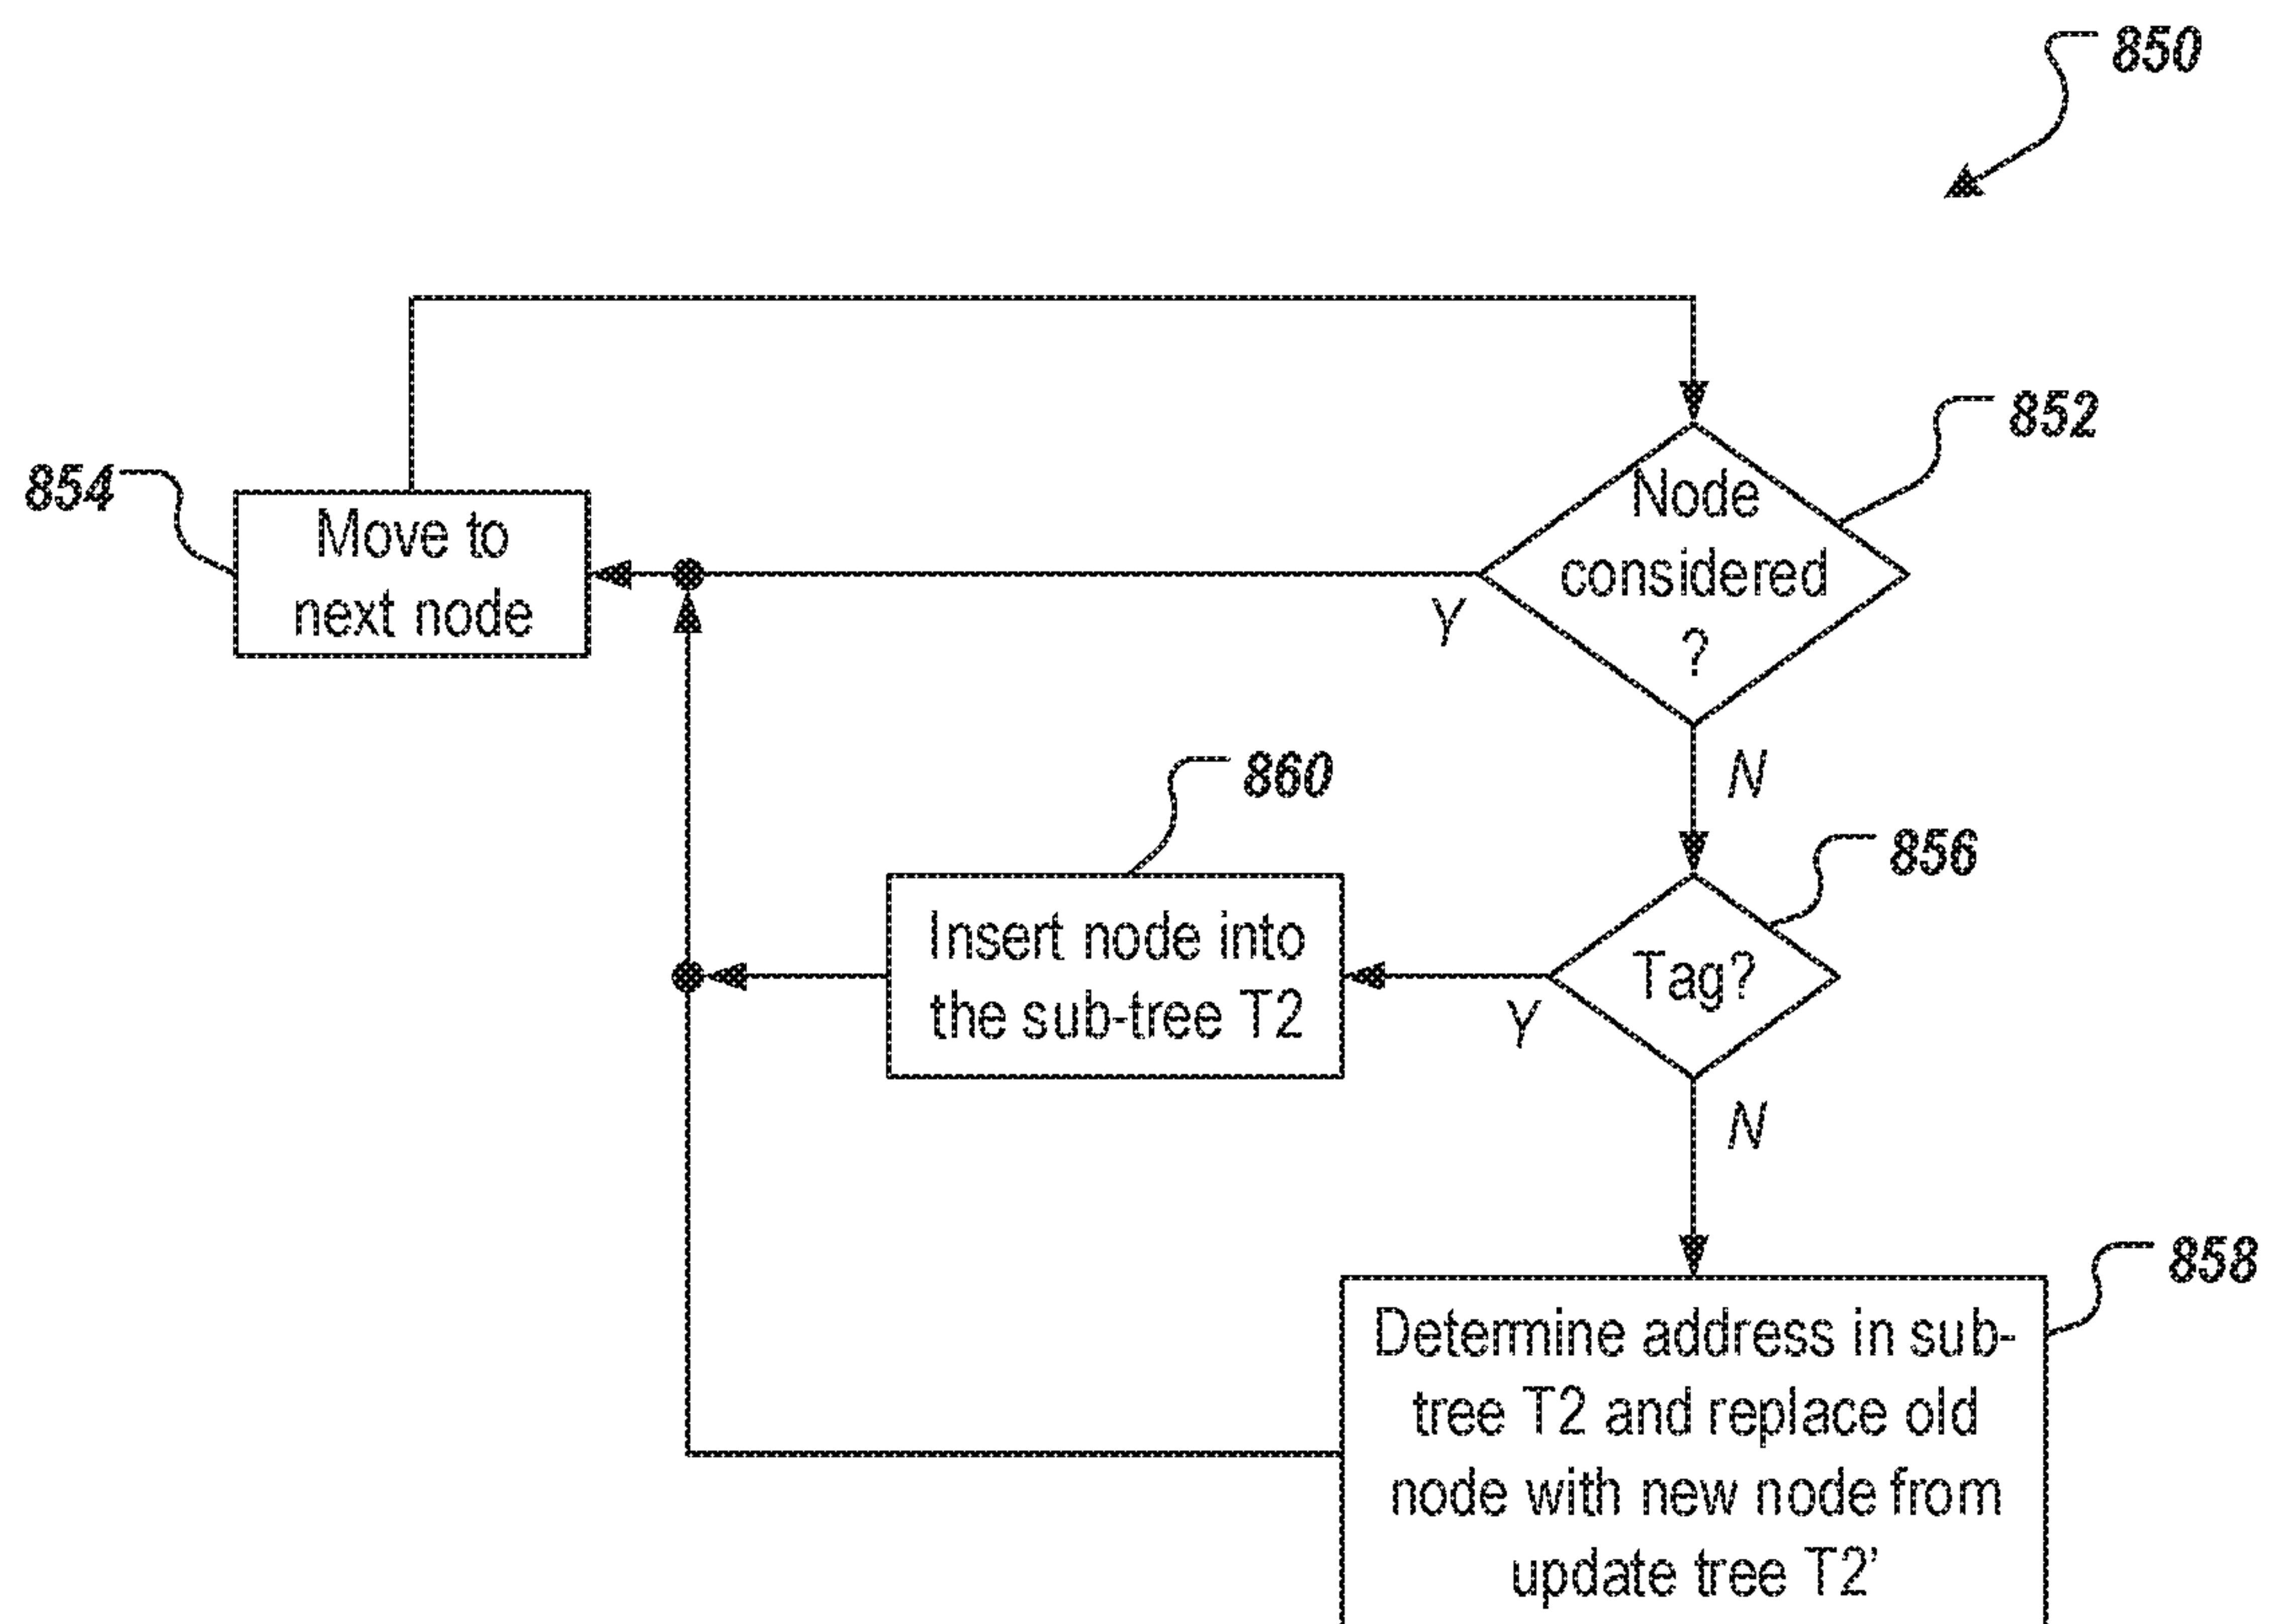 850
852
Node
considered
?
854
Move to
next node
Y
N
860
856
Insert node into
the sub-tree T2
Tag?
Y
N
858
Determine address in sub-
tree T2 and replace old
node with new node from
update tree T2’